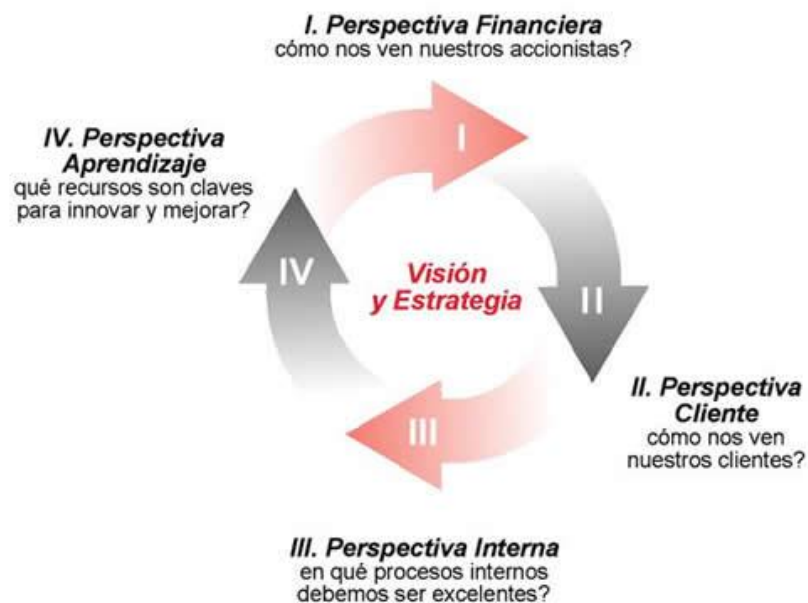 I. Perspectiva Financiera
cómo nos ven nuestros accionistas?
IV. Perspectiva
Aprendizaje
qué recursos son claves
para innovar y mejorar?
I
IV
Visión
y Estrategia
II
II. Perspectiva
Cliente
cómo nos ven
nuestros clientes?
III
III. Perspectiva Interna
en qué procesos internos
debemos ser excelentes?